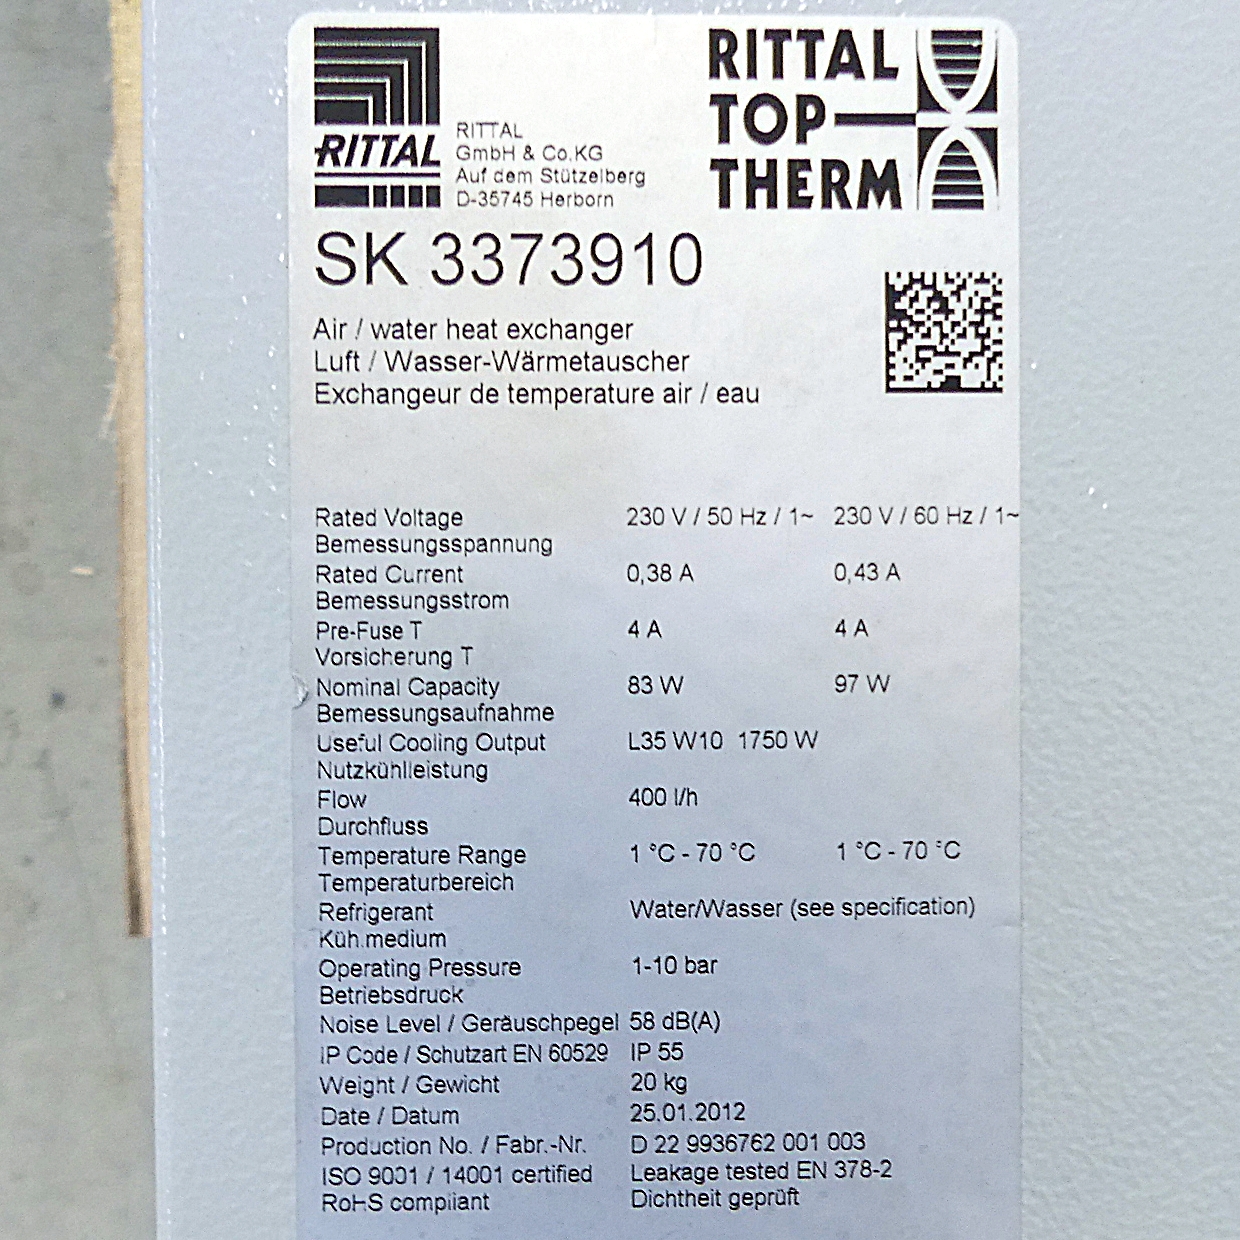 RITTAL
RITTAL
GmbH & Co.KG
Auf dem Stützelberg
D-35745 Herborn
RITTAL
TOP
THERM
SK 3373910
Air / water heat exchanger
Luft / Wasser-Wärmetauscher
Exchangeur de temperature air / eau
Rated Voltage 230 V / 50 Hz / 1~ 230 V / 60 Hz / 1~
Bemessungsspannung
Rated Current 0,38 A 0,43 A
Bemessungsstrom
Pre-Fuse T 4 A 4 A
Vorsicherung T
Nominal Capacity 83 W 97 W
Bemessungsaufnahme
Useful Cooling Output L35 W10 1750 W
Nutzkühlleistung
Flow 400 l/h
Durchfluss
Temperature Range 1 °C - 70 °C 1 °C - 70 °C
Temperaturbereich
Refrigerant Water/Wasser (see specification)
Kühlmedium
Operating Pressure 1-10 bar
Betriebsdruck
Noise Level / Geräuschpegel 58 dB(A)
IP Code / Schutzart EN 60529 IP 55
Weight / Gewicht 20 kg
Date / Datum 25.01.2012
Production No. / Fabr.-Nr. D 22 9936762 001 003
ISO 9001 / 14001 certified Leakage tested EN 378-2
RoHS compliant Dichtheit geprüft